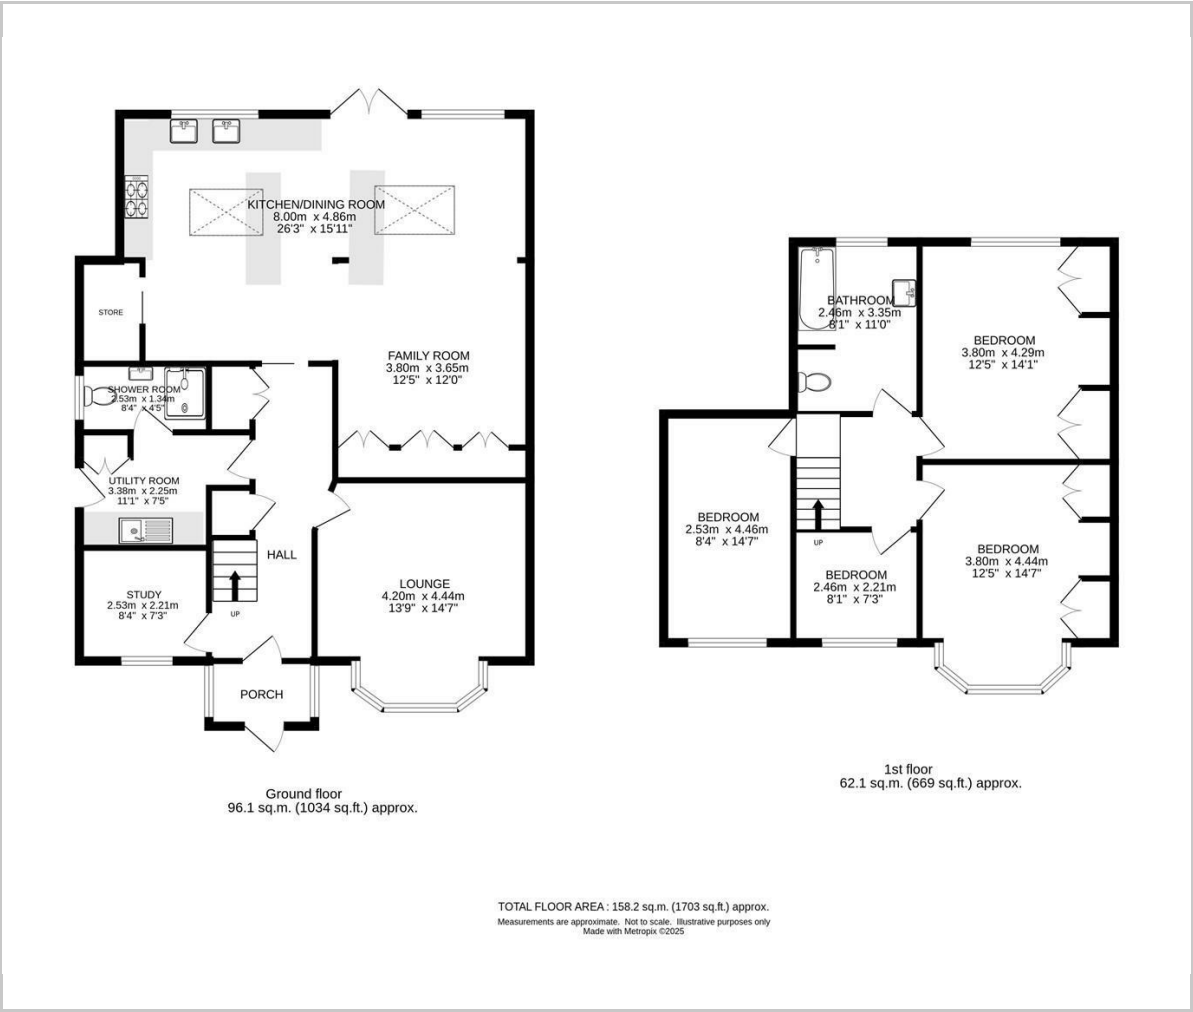 KITCHEN/DINING ROOM
8.00m x 4.86m
26'3" x 15'11"
STORE
FAMILY ROOM
3.80m x 3.65m
12'5" x 12'0"
SHOWER ROOM
2.53m x 1.34m
8'4" x 4'5"
UTILITY ROOM
3.38m x 2.25m
11'1" x 7'5"
HALL
STUDY
2.53m x 2.21m
8'4" x 7'3"
UP
LOUNGE
4.20m x 4.44m
13'9" x 14'7"
PORCH
Ground floor
96.1 sq.m. (1034 sq.ft.) approx.
BATHROOM
2.46m x 3.35m
8'1" x 11'0"
BEDROOM
3.80m x 4.29m
12'5" x 14'1"
BEDROOM
2.53m x 4.46m
8'4" x 14'7"
UP
BEDROOM
2.46m x 2.21m
8'1" x 7'3"
BEDROOM
3.80m x 4.44m
12'5" x 14'7"
1st floor
62.1 sq.m. (669 sq.ft.) approx.
TOTAL FLOOR AREA : 158.2 sq.m. (1703 sq.ft.) approx.
Measurements are approximate. Not to scale. Illustrative purposes only
Made with Metropix ©2025